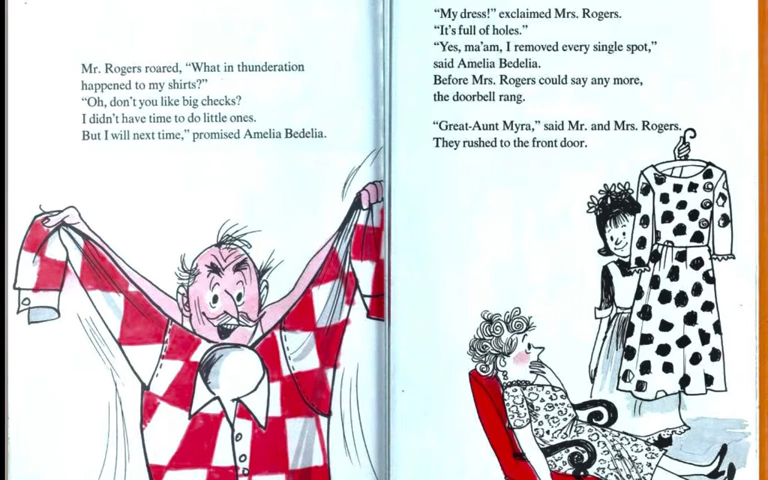 Mr. Rogers roared, “What in thunderation
happened to my shirts?”
“Oh, don’t you like big checks?
I didn’t have time to do little ones.
But I will next time,” promised Amelia Bedelia.
“My dress!” exclaimed Mrs. Rogers.
“It’s full of holes.”
“Yes, ma’am, I removed every single spot,”
said Amelia Bedelia.
Before Mrs. Rogers could say any more,
the doorbell rang.
“Great-Aunt Myra,” said Mr. and Mrs. Rogers.
They rushed to the front door.